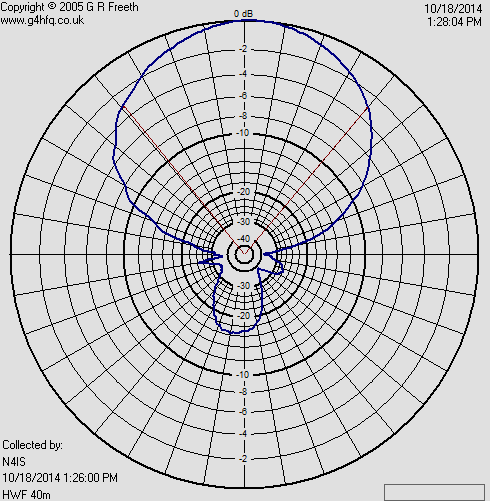 Copyright © 2005 G R Freeth
www.g4hfq.co.uk
0 dB
10/18/2014
1:28:04 PM
-2
-4
-6
-8
-10
-20
-30
-40
-30
-20
-10
-8
-6
-4
-2
Collected by:
N4IS
10/18/2014 1:26:00 PM
HWF 40m